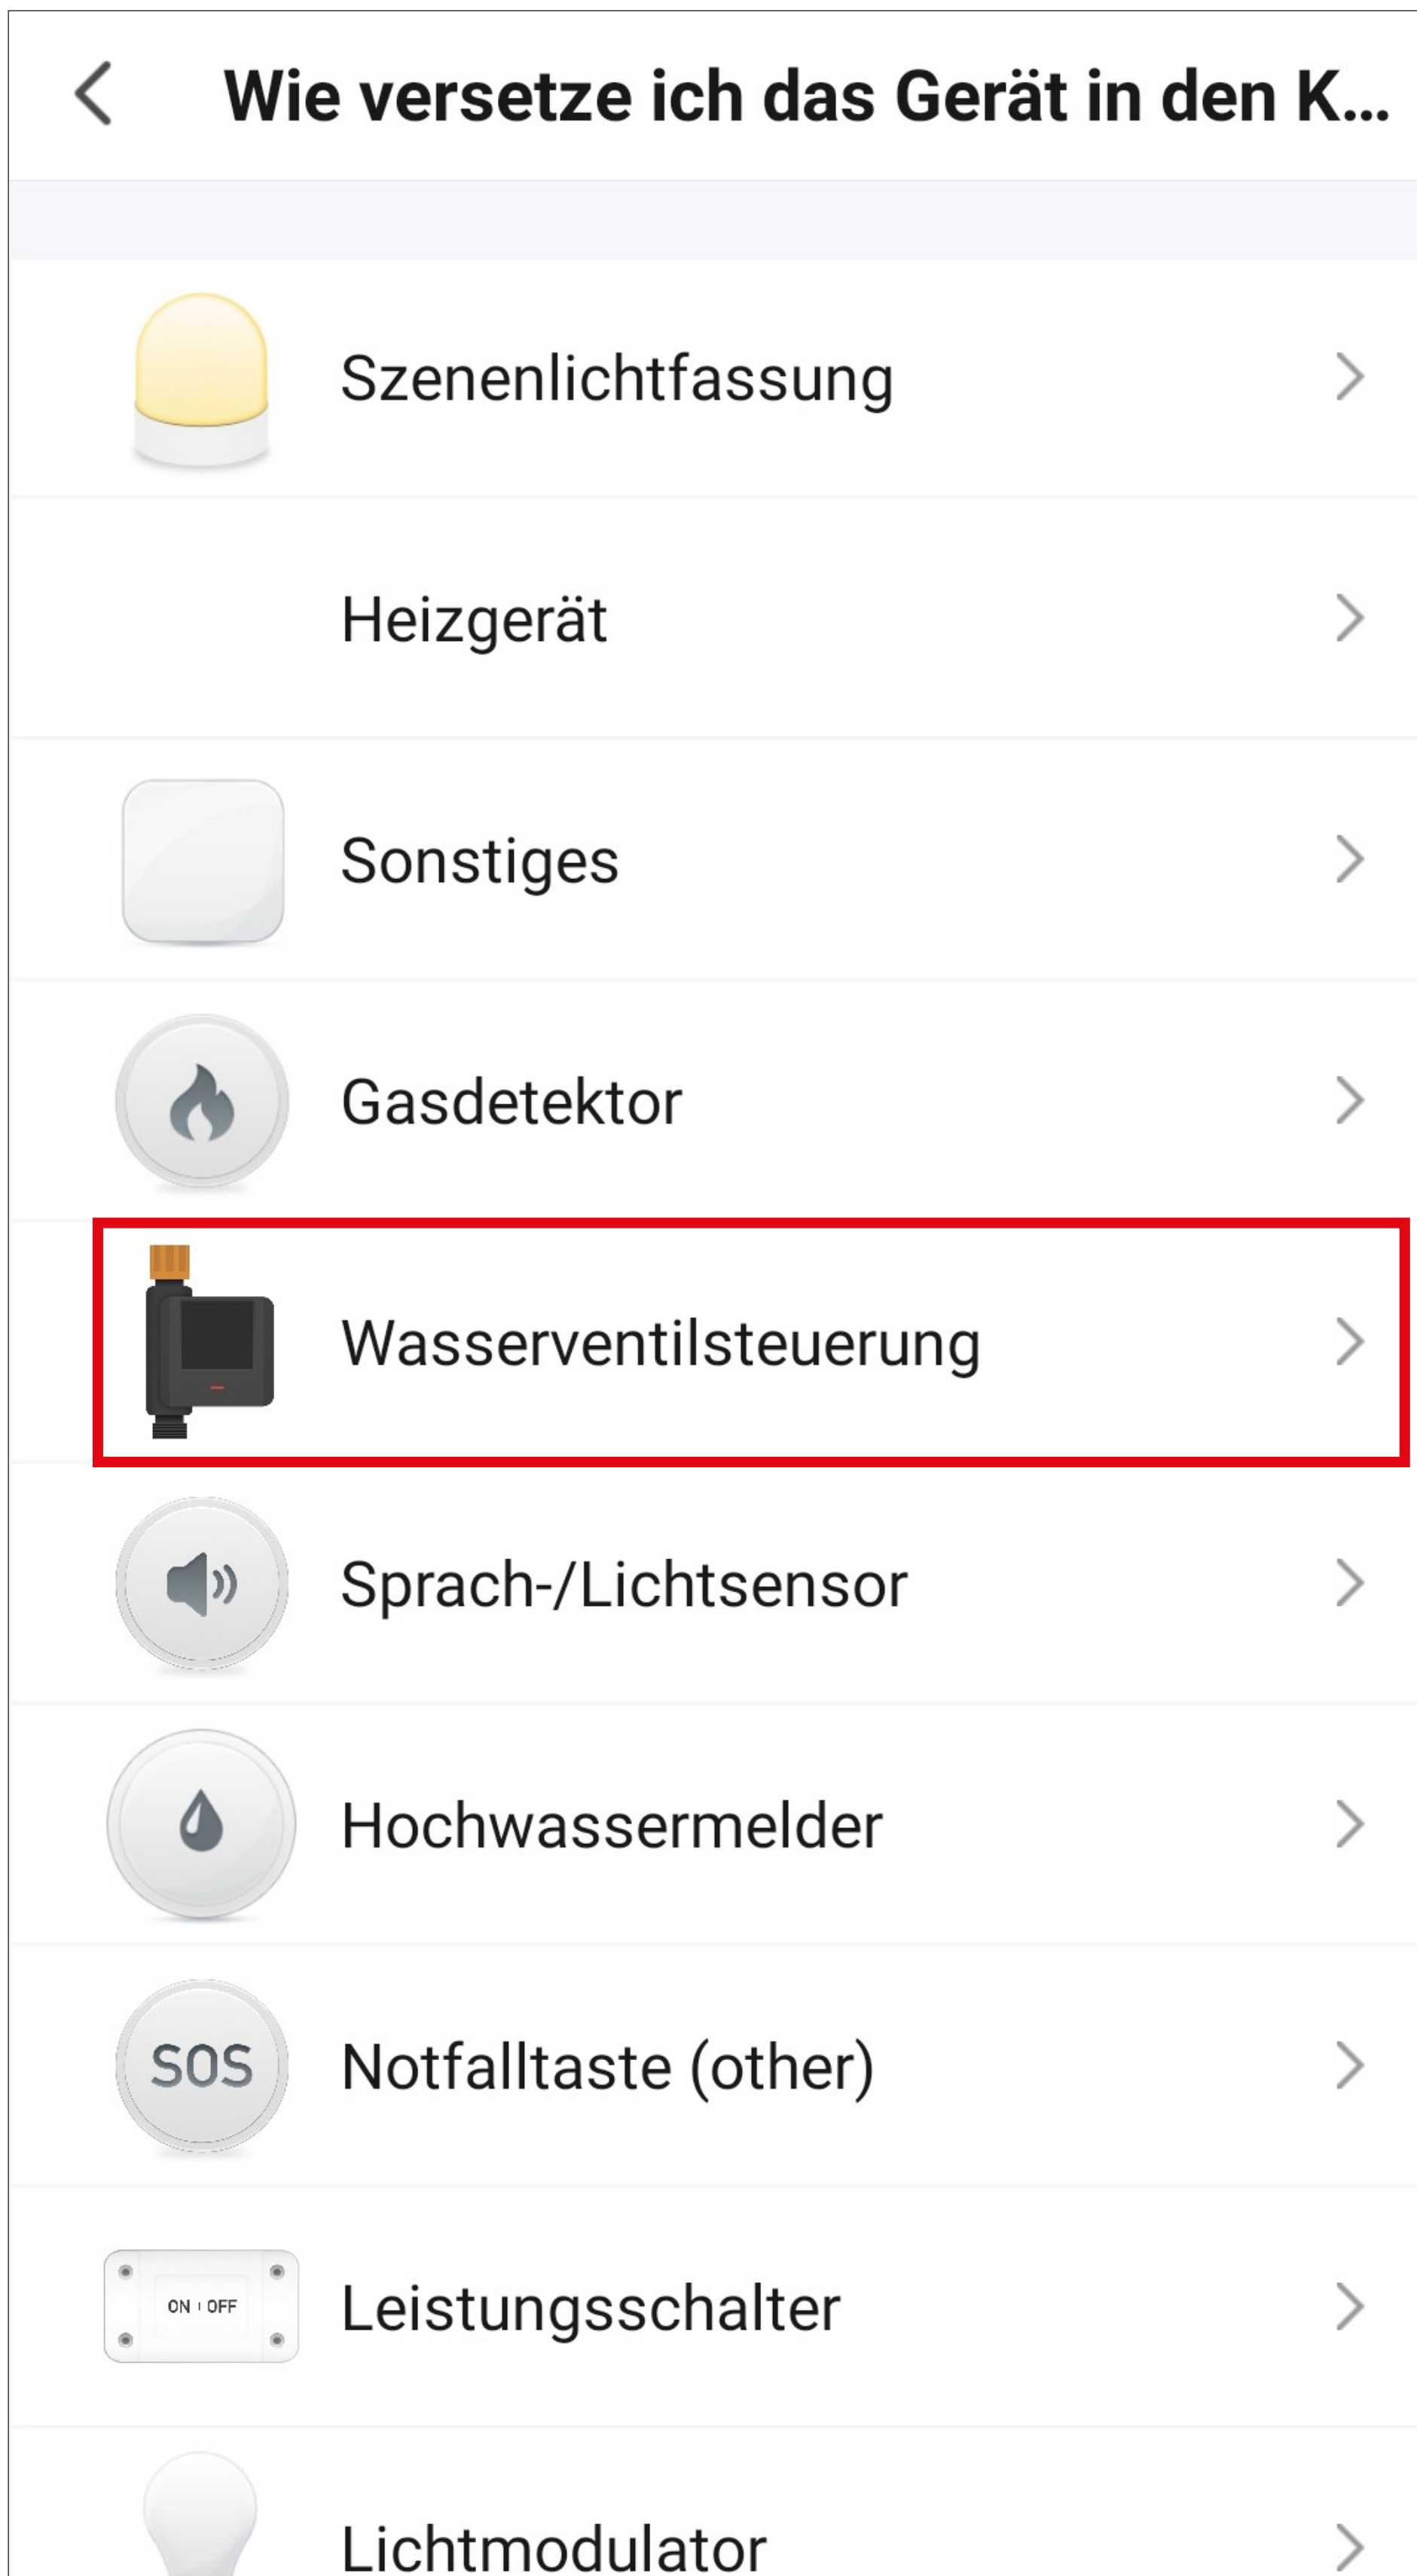 Wie versetze ich das Gerät in den K...
Szenenlichtfassung
Heizgerät
Sonstiges
Gasdetektor
Wasserventilsteuerung
Sprach-/Lichtsensor
Hochwassermelder
SOS
Notfalltaste (other)
ON | OFF
Leistungsschalter
Lichtmodulator